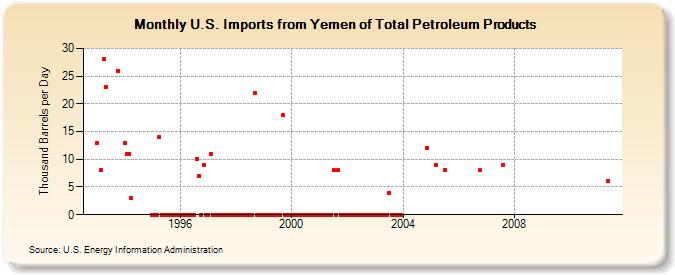 Monthly U.S. Imports from Yemen of Total Petroleum Products
Thousand Barrels per Day
30
25
20
15
10
5
0
1996 2000 2004 2008
Source: U.S. Energy Information Administration